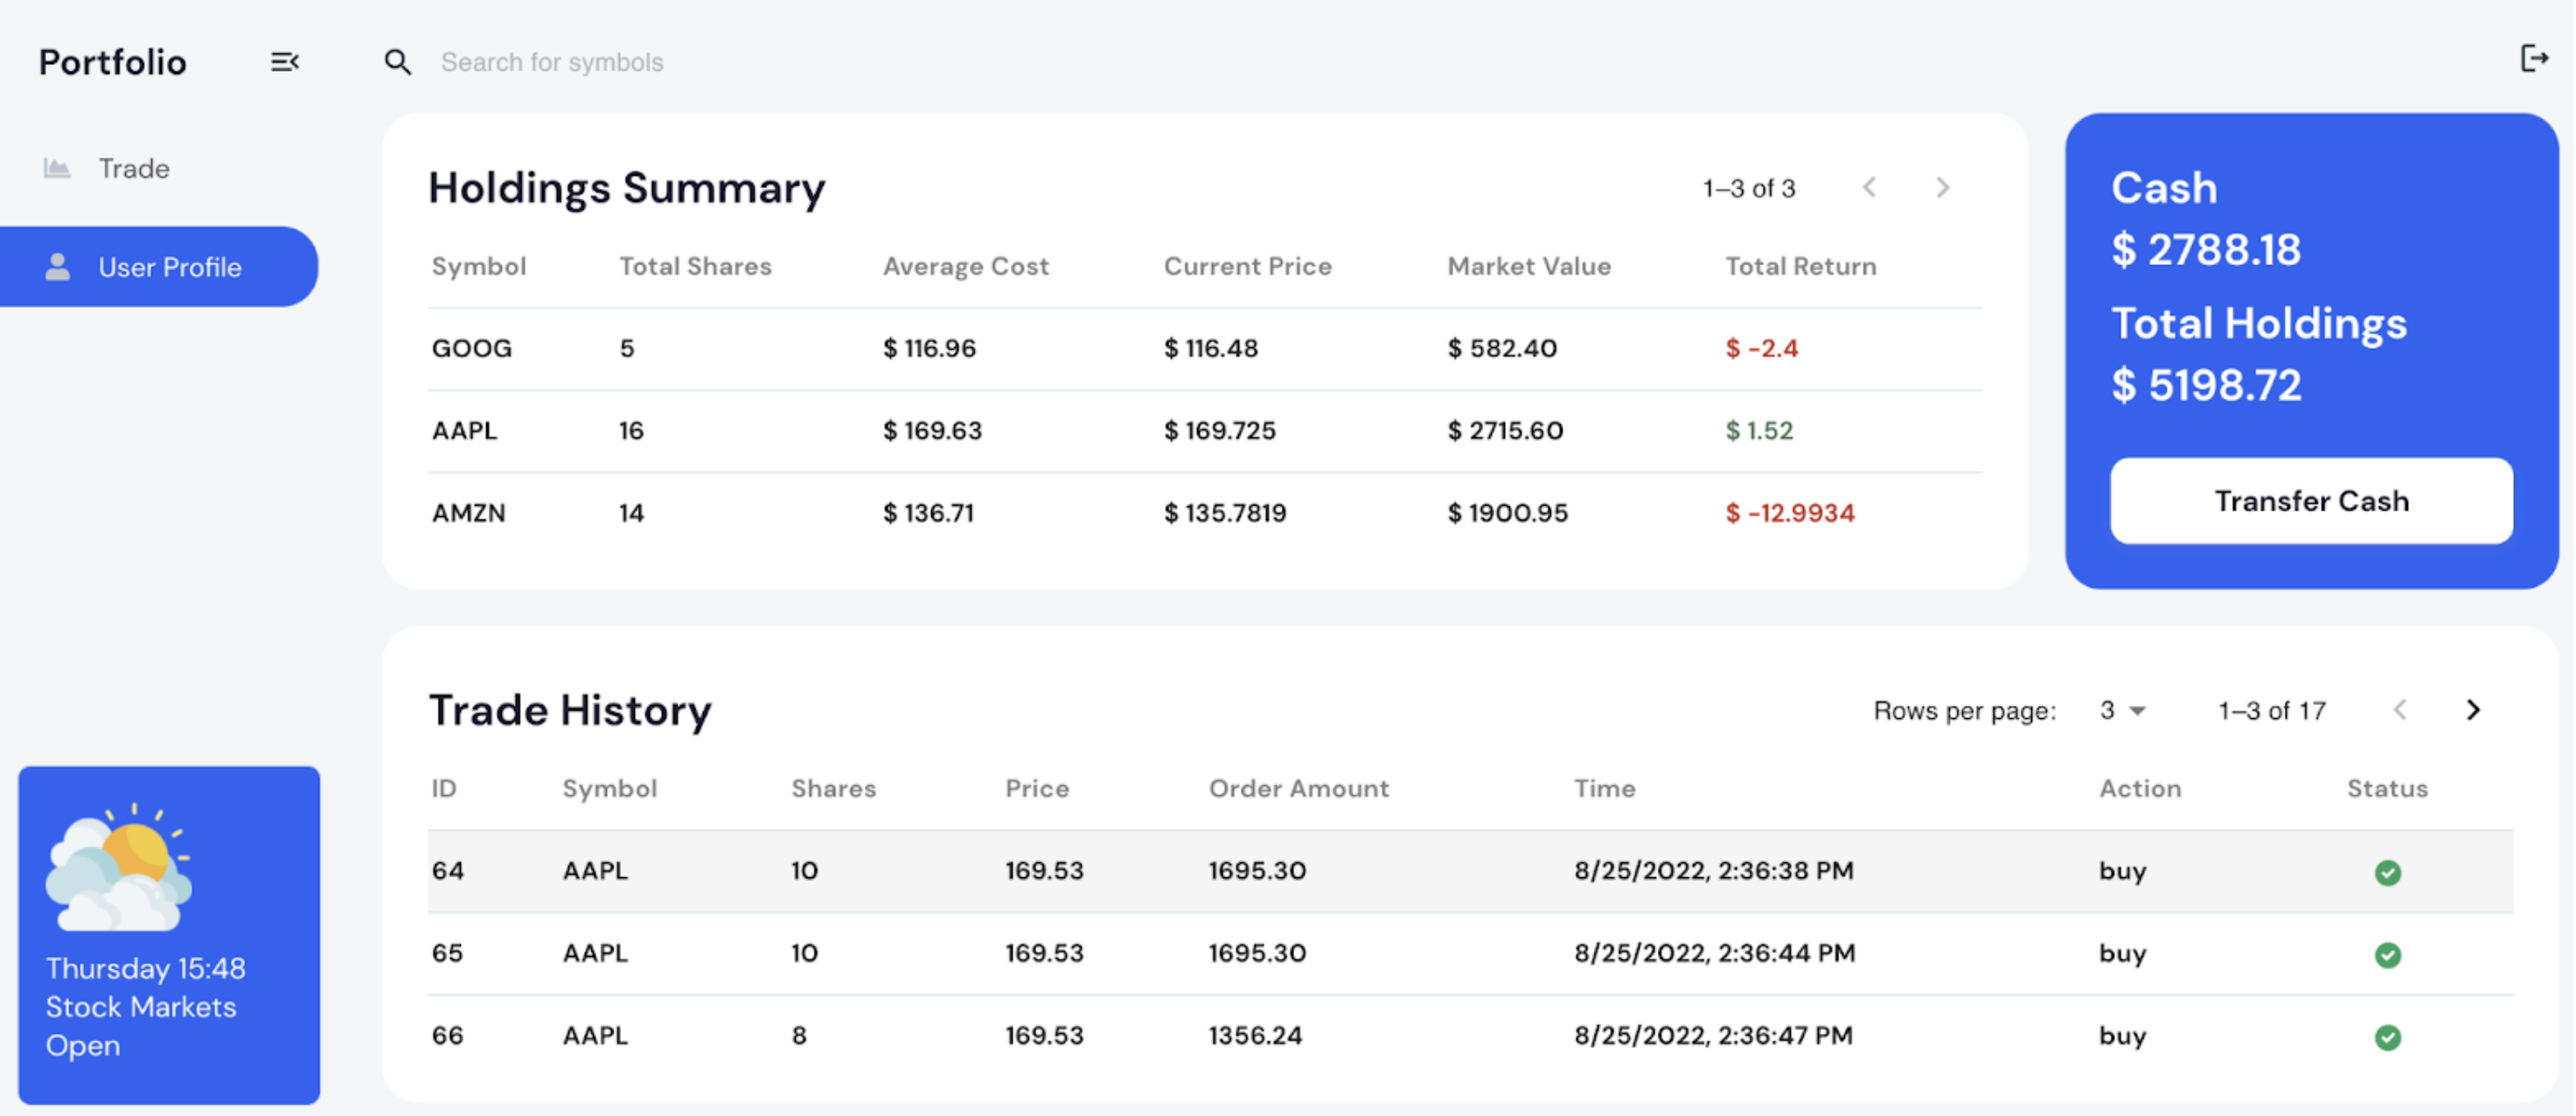 Portfolio
Search for symbols
Trade
User Profile
Holdings Summary
1–3 of 3
Symbol Total Shares Average Cost Current Price Market Value Total Return
GOOG 5 $ 116.96 $ 116.48 $ 582.40 $ -2.4
AAPL 16 $ 169.63 $ 169.725 $ 2715.60 $ 1.52
AMZN 14 $ 136.71 $ 135.7819 $ 1900.95 $ -12.9934
Cash
$ 2788.18
Total Holdings
$ 5198.72
Transfer Cash
Trade History
Rows per page: 3 1–3 of 17
ID Symbol Shares Price Order Amount Time Action Status
64 AAPL 10 169.53 1695.30 8/25/2022, 2:36:38 PM buy
65 AAPL 10 169.53 1695.30 8/25/2022, 2:36:44 PM buy
66 AAPL 8 169.53 1356.24 8/25/2022, 2:36:47 PM buy
Thursday 15:48
Stock Markets
Open